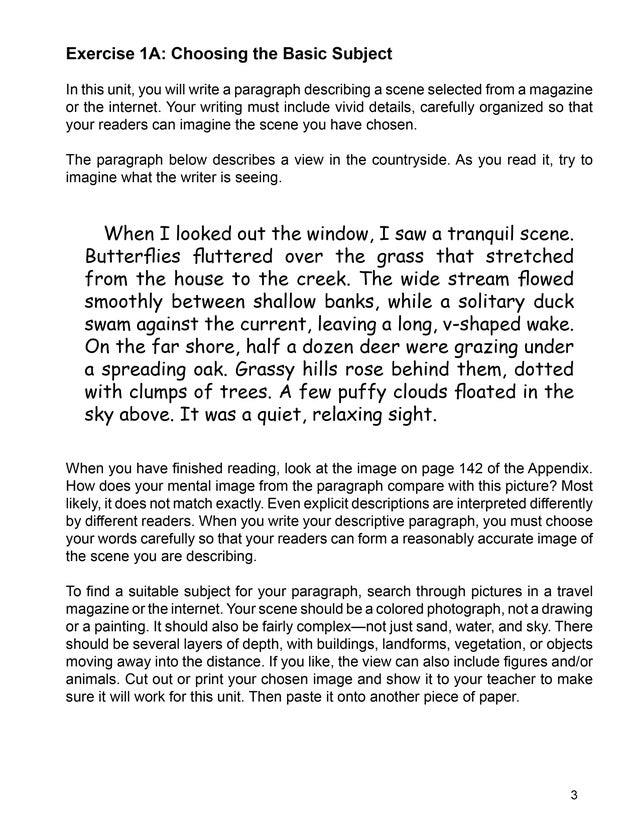 Exercise 1A: Choosing the Basic Subject
In this unit, you will write a paragraph describing a scene selected from a magazine
or the internet. Your writing must include vivid details, carefully organized so that
your readers can imagine the scene you have chosen.
The paragraph below describes a view in the countryside. As you read it, try to
imagine what the writer is seeing.
When I looked out the window, I saw a tranquil scene.
Butterflies fluttered over the grass that stretched
from the house to the creek. The wide stream flowed
smoothly between shallow banks, while a solitary duck
swam against the current, leaving a long, v-shaped wake.
On the far shore, half a dozen deer were grazing under
a spreading oak. Grassy hills rose behind them, dotted
with clumps of trees. A few puffy clouds floated in the
sky above. It was a quiet, relaxing sight.
When you have finished reading, look at the image on page 142 of the Appendix.
How does your mental image from the paragraph compare with this picture? Most
likely, it does not match exactly. Even explicit descriptions are interpreted differently
by different readers. When you write your descriptive paragraph, you must choose
your words carefully so that your readers can form a reasonably accurate image of
the scene you are describing.
To find a suitable subject for your paragraph, search through pictures in a travel
magazine or the internet. Your scene should be a colored photograph, not a drawing
or a painting. It should also be fairly complex—not just sand, water, and sky. There
should be several layers of depth, with buildings, landforms, vegetation, or objects
moving away into the distance. If you like, the view can also include figures and/or
animals. Cut out or print your chosen image and show it to your teacher to make
sure it will work for this unit. Then paste it onto another piece of paper.
3